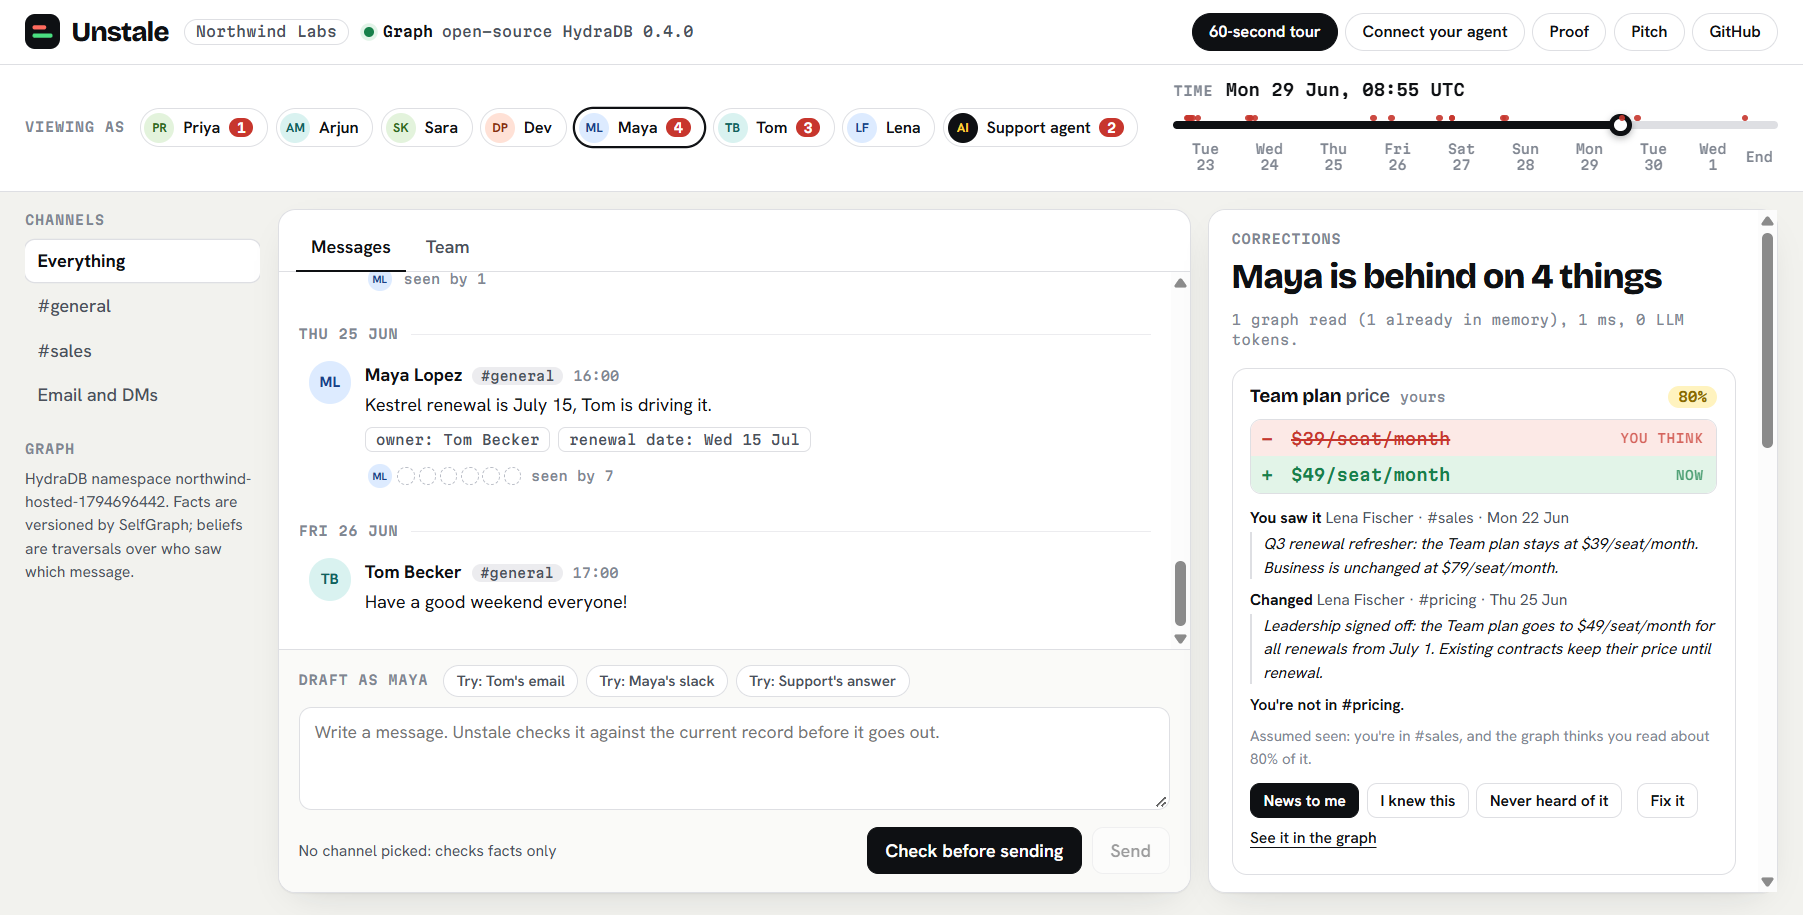 Unstale
Northwind Labs
Graph open-source HydraDB 0.4.0
60-second tour
Connect your agent
Proof
Pitch
GitHub
VIEWING AS
PR Priya 1
AM Arjun
SK Sara
DP Dev
ML Maya 4
TB Tom 3
LF Lena
AI Support agent 2
TIME Mon 29 Jun, 08:55 UTC
Tue 23
Wed 24
Thu 25
Fri 26
Sat 27
Sun 28
Mon 29
Tue 30
Wed 1
End
CHANNELS
Everything
#general
#sales
Email and DMs
GRAPH
HydraDB namespace northwind-
hosted-1794696442. Facts are
versioned by SelfGraph; beliefs
are traversals over who saw
which message.
Messages
Team
ML seen by 1
THU 25 JUN
ML
Maya Lopez #general 16:00
Kestrel renewal is July 15, Tom is driving it.
owner: Tom Becker
renewal date: Wed 15 Jul
ML seen by 7
FRI 26 JUN
TB
Tom Becker #general 17:00
Have a good weekend everyone!
DRAFT AS MAYA
Try: Tom's email
Try: Maya's slack
Try: Support's answer
Write a message. Unstale checks it against the current record before it goes out.
No channel picked: checks facts only
Check before sending
Send
CORRECTIONS
Maya is behind on 4 things
1 graph read (1 already in memory), 1 ms, 0 LLM
tokens.
Team plan price yours 80%
− $39/seat/month YOU THINK
+ $49/seat/month NOW
You saw it Lena Fischer · #sales · Mon 22 Jun
Q3 renewal refresher: the Team plan stays at $39/seat/month.
Business is unchanged at $79/seat/month.
Changed Lena Fischer · #pricing · Thu 25 Jun
Leadership signed off: the Team plan goes to $49/seat/month for
all renewals from July 1. Existing contracts keep their price until
renewal.
You're not in #pricing.
Assumed seen: you're in #sales, and the graph thinks you read about
80% of it.
News to me
I knew this
Never heard of it
Fix it
See it in the graph